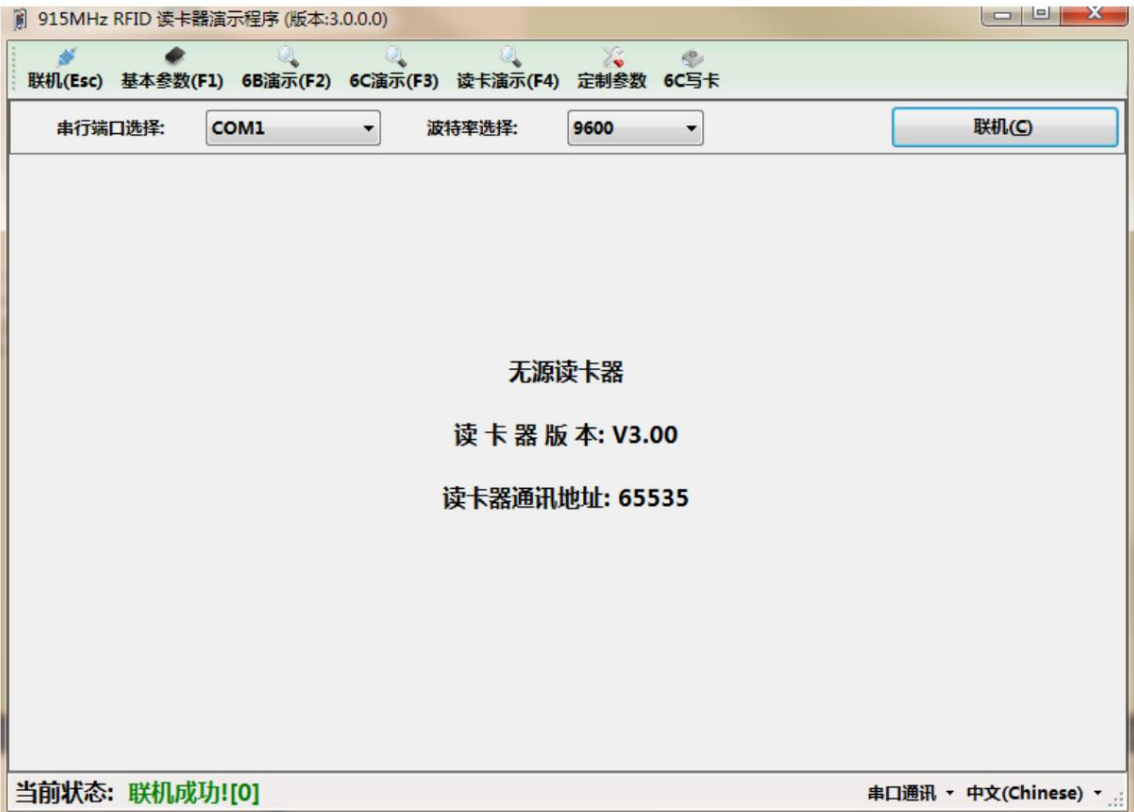 915MHz RFID 读卡器演示程序 (版本:3.0.0.0)
联机(Esc) 基本参数(F1) 6B演示(F2) 6C演示(F3) 读卡演示(F4) 定制参数 6C写卡
串行端口选择: COM1 波特率选择: 9600 联机(C)
无源读卡器
读 卡 器 版 本: V3.00
读卡器通讯地址: 65535
当前状态: 联机成功![0] 串口通讯 中文(Chinese)